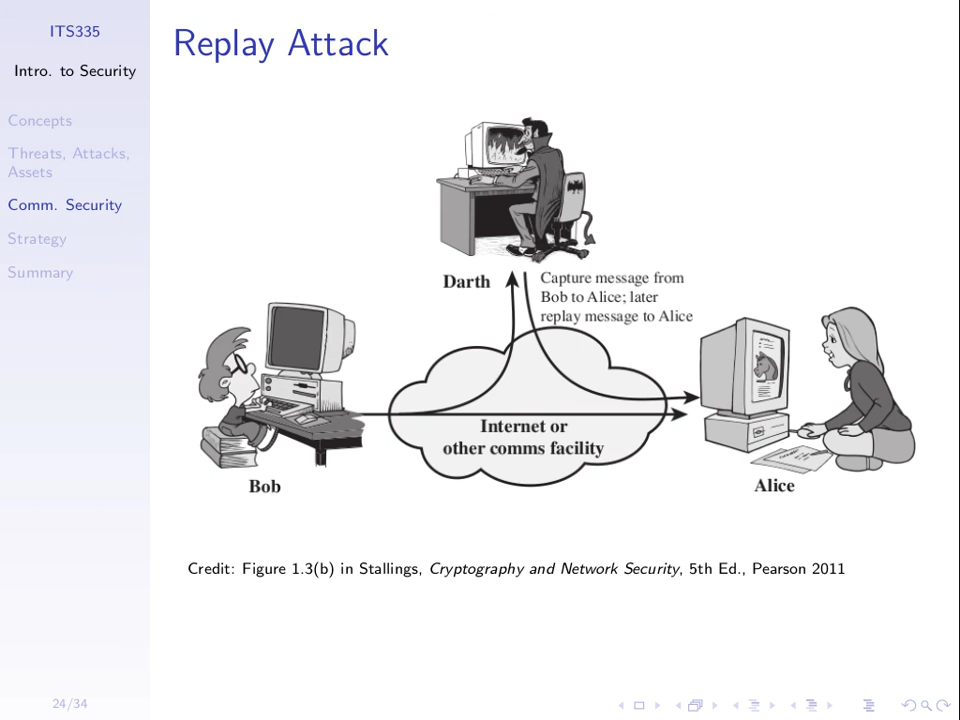 ITS335
Intro. to Security
Concepts
Threats, Attacks,
Assets
Comm. Security
Strategy
Summary
Replay Attack
Darth
Capture message from
Bob to Alice; later
replay message to Alice
Internet or
other comms facility
Bob
Alice
Credit: Figure 1.3(b) in Stallings, Cryptography and Network Security, 5th Ed., Pearson 2011
24/34